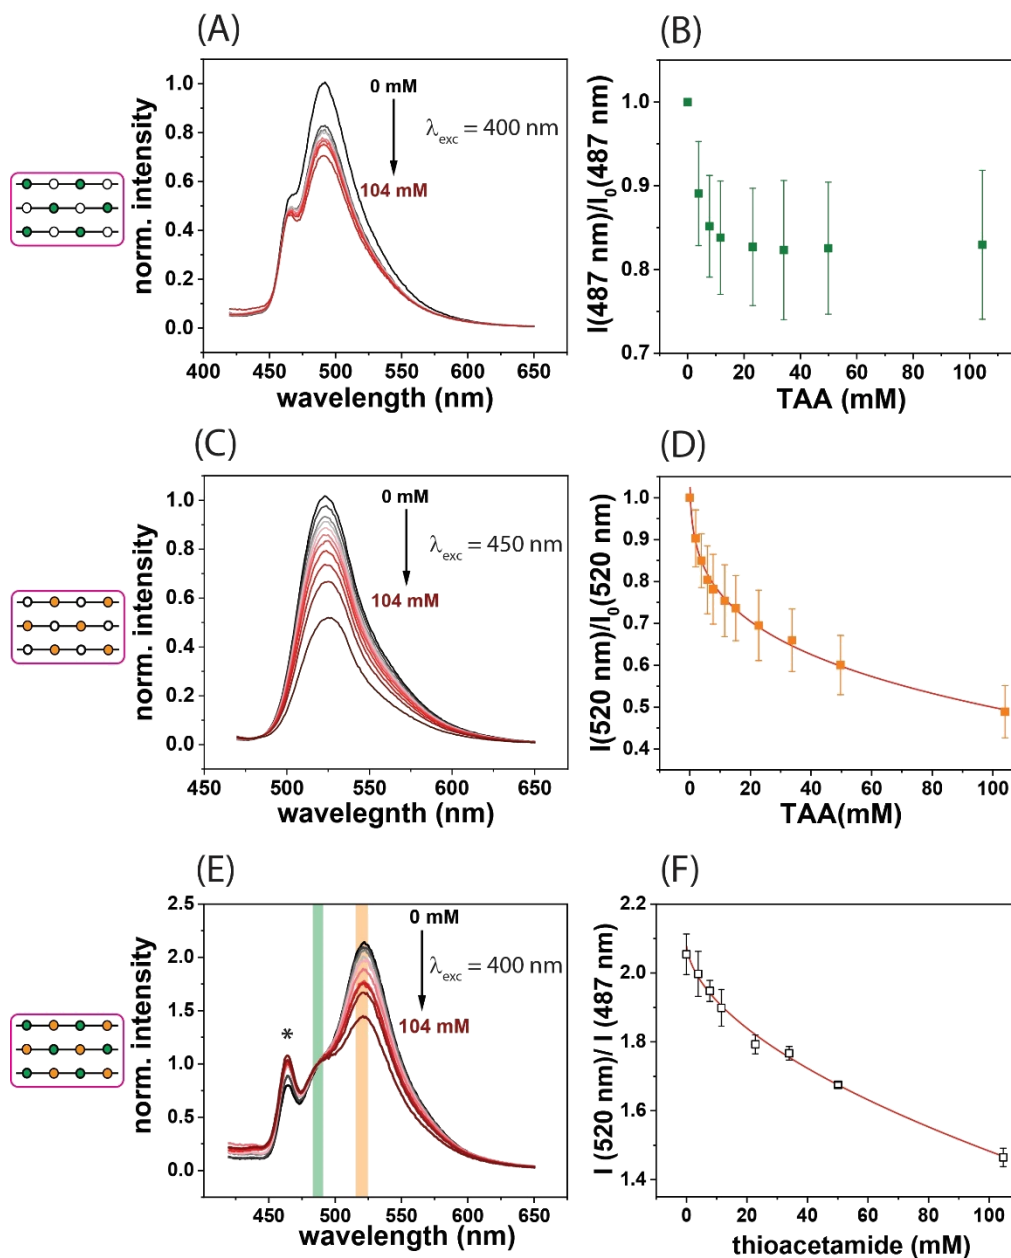 (A)
norm. intensity
1.0
0.8
0.6
0.4
0.2
0.0
0 mM
λexc = 400 nm
104 mM
400 450 500 550 600 650
wavelength (nm)
(B)
I(487 nm)/I0(487 nm)
1.0
0.9
0.8
0.7
0 20 40 60 80 100
TAA (mM)
(C)
norm. intensity
1.0
0.8
0.6
0.4
0.2
0.0
0 mM
λexc = 450 nm
104 mM
450 500 550 600 650
wavelegnth (nm)
(D)
I(520 nm)/I0(520 nm)
1.0
0.9
0.8
0.7
0.6
0.5
0.4
0 20 40 60 80 100
TAA(mM)
(E)
norm. intensity
2.5
2.0
1.5
1.0
0.5
0.0
0 mM
λexc = 400 nm
104 mM
*
450 500 550 600 650
wavelength (nm)
(F)
I (520 nm)/ I (487 nm)
2.2
2.0
1.8
1.6
1.4
0 20 40 60 80 100
thioacetamide (mM)